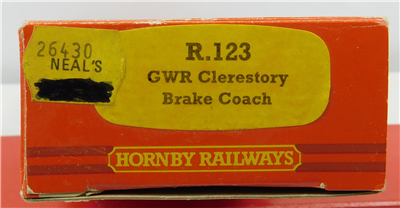 26430
NEAL'S
R.123
GWR Clerestory
Brake Coach
HORNBY RAILWAYS